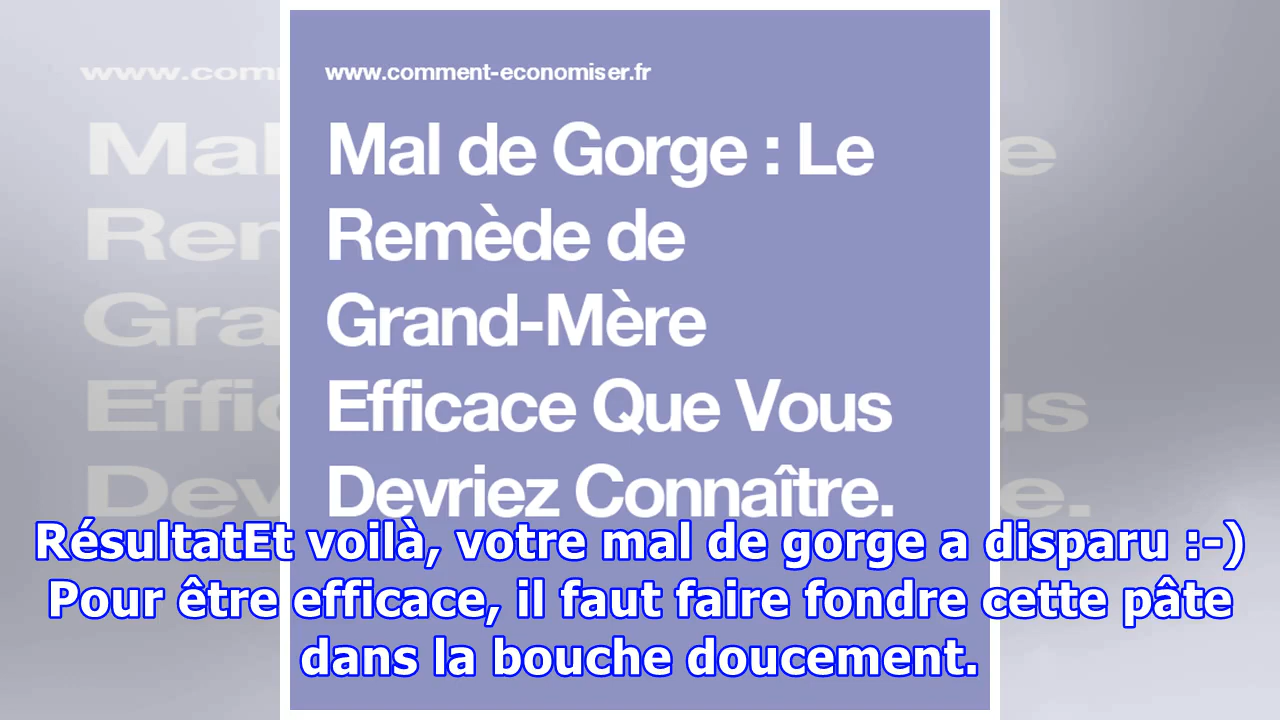 www.comment-economiser.fr
Mal de Gorge : Le
Remède de
Grand-Mère
Efficace Que Vous
Devriez Connaître.
RésultatEt voilà, votre mal de gorge a disparu :-)
Pour être efficace, il faut faire fondre cette pâte
dans la bouche doucement.